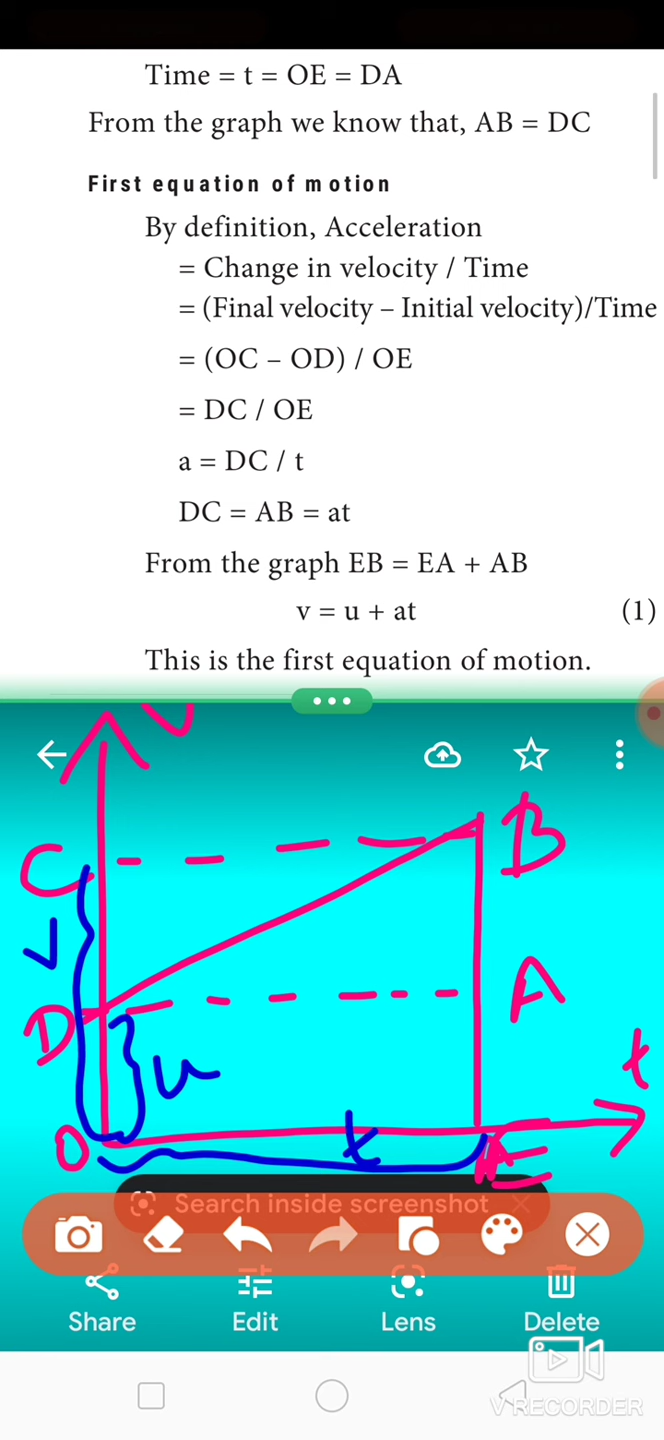 Time = t = OE = DA
From the graph we know that, AB = DC
First equation of motion
By definition, Acceleration
= Change in velocity / Time
= (Final velocity – Initial velocity)/Time
= (OC – OD) / OE
= DC / OE
a = DC / t
DC = AB = at
From the graph EB = EA + AB
v = u + at (1)
This is the first equation of motion.
V
C
B
V
D
A
u
t
O
t
E
Search inside screenshot
Share Edit Lens Delete
V RECORDER